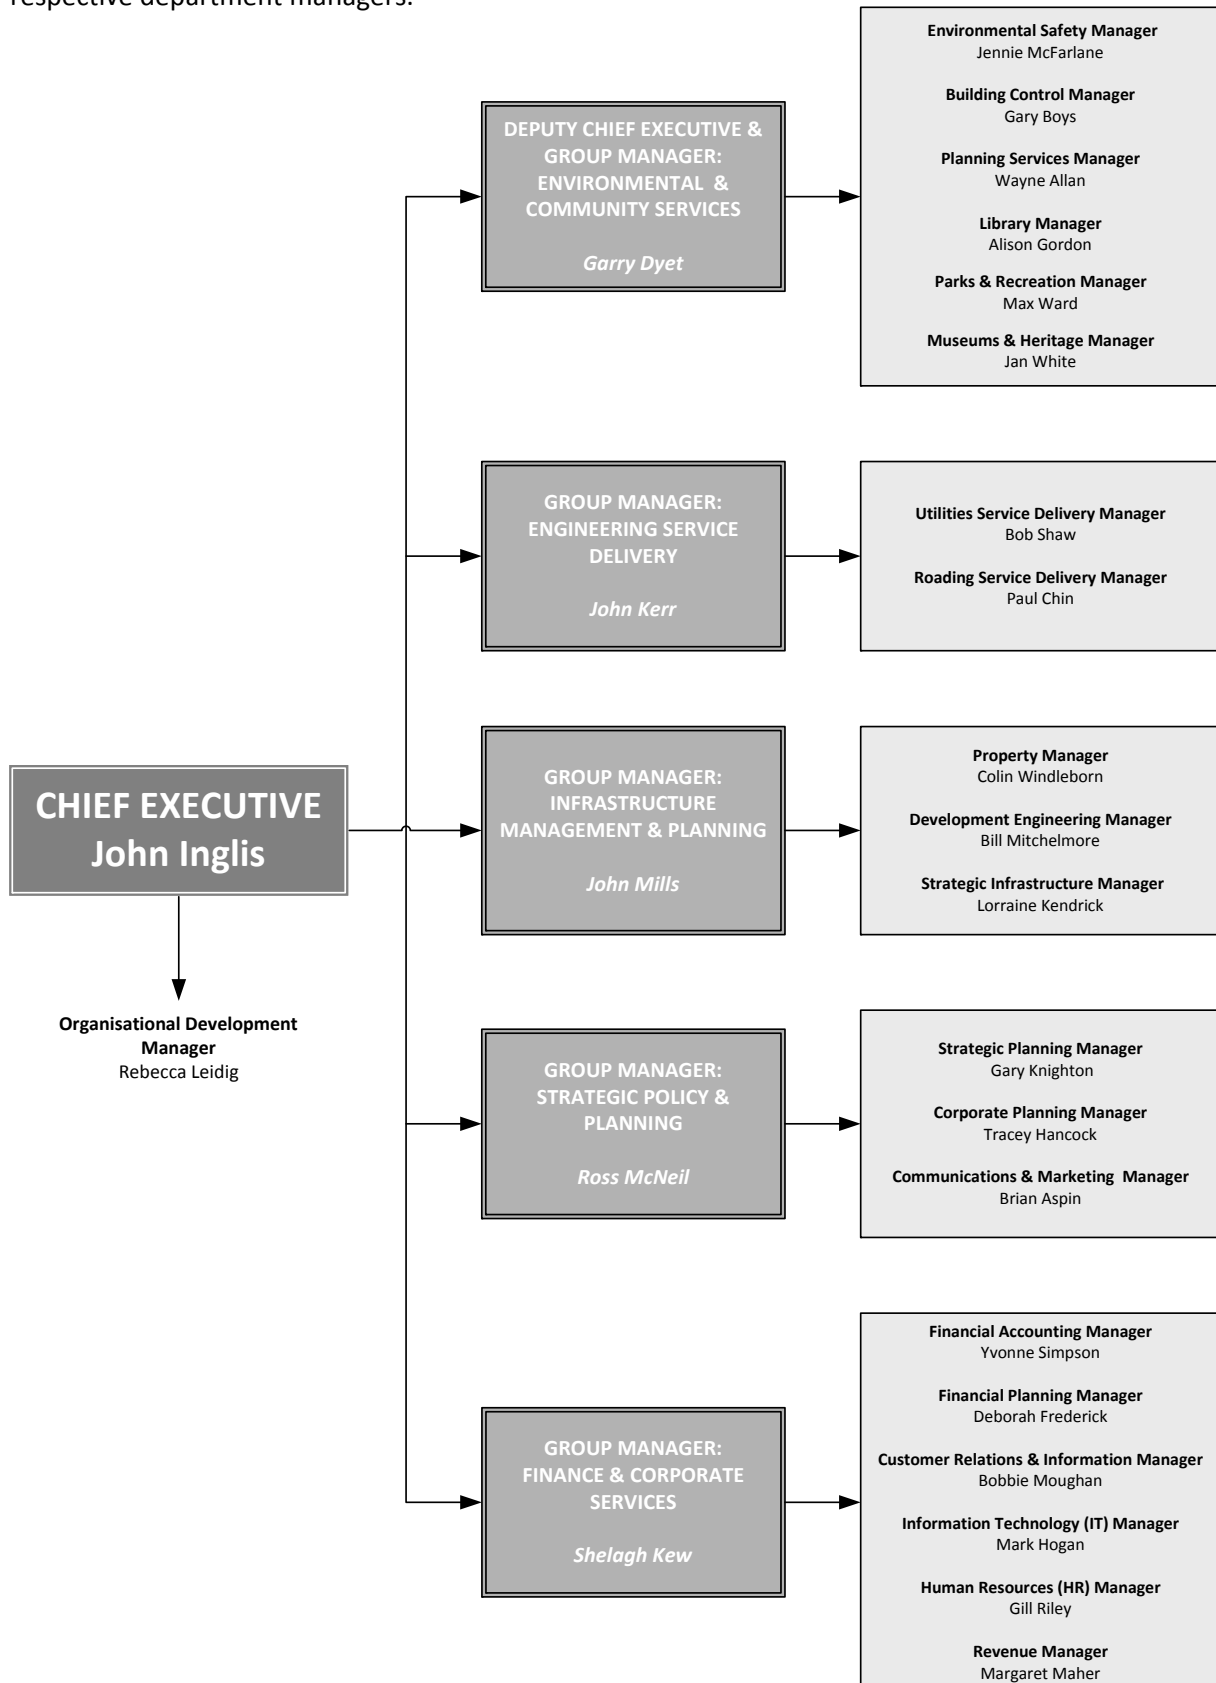 respective department managers.
Environmental Safety Manager
Jennie McFarlane
Building Control Manager
Gary Boys
Planning Services Manager
Wayne Allan
Library Manager
Alison Gordon
Parks & Recreation Manager
Max Ward
Museums & Heritage Manager
Jan White
DEPUTY CHIEF EXECUTIVE &
GROUP MANAGER:
ENVIRONMENTAL &
COMMUNITY SERVICES
Garry Dyet
GROUP MANAGER:
ENGINEERING SERVICE
DELIVERY
John Kerr
Utilities Service Delivery Manager
Bob Shaw
Roading Service Delivery Manager
Paul Chin
CHIEF EXECUTIVE
John Inglis
Organisational Development
Manager
Rebecca Leidig
GROUP MANAGER:
INFRASTRUCTURE
MANAGEMENT & PLANNING
John Mills
Property Manager
Colin Windleborn
Development Engineering Manager
Bill Mitchelmore
Strategic Infrastructure Manager
Lorraine Kendrick
GROUP MANAGER:
STRATEGIC POLICY &
PLANNING
Ross McNeil
Strategic Planning Manager
Gary Knighton
Corporate Planning Manager
Tracey Hancock
Communications & Marketing Manager
Brian Aspin
GROUP MANAGER:
FINANCE & CORPORATE
SERVICES
Shelagh Kew
Financial Accounting Manager
Yvonne Simpson
Financial Planning Manager
Deborah Frederick
Customer Relations & Information Manager
Bobbie Moughan
Information Technology (IT) Manager
Mark Hogan
Human Resources (HR) Manager
Gill Riley
Revenue Manager
Margaret Maher